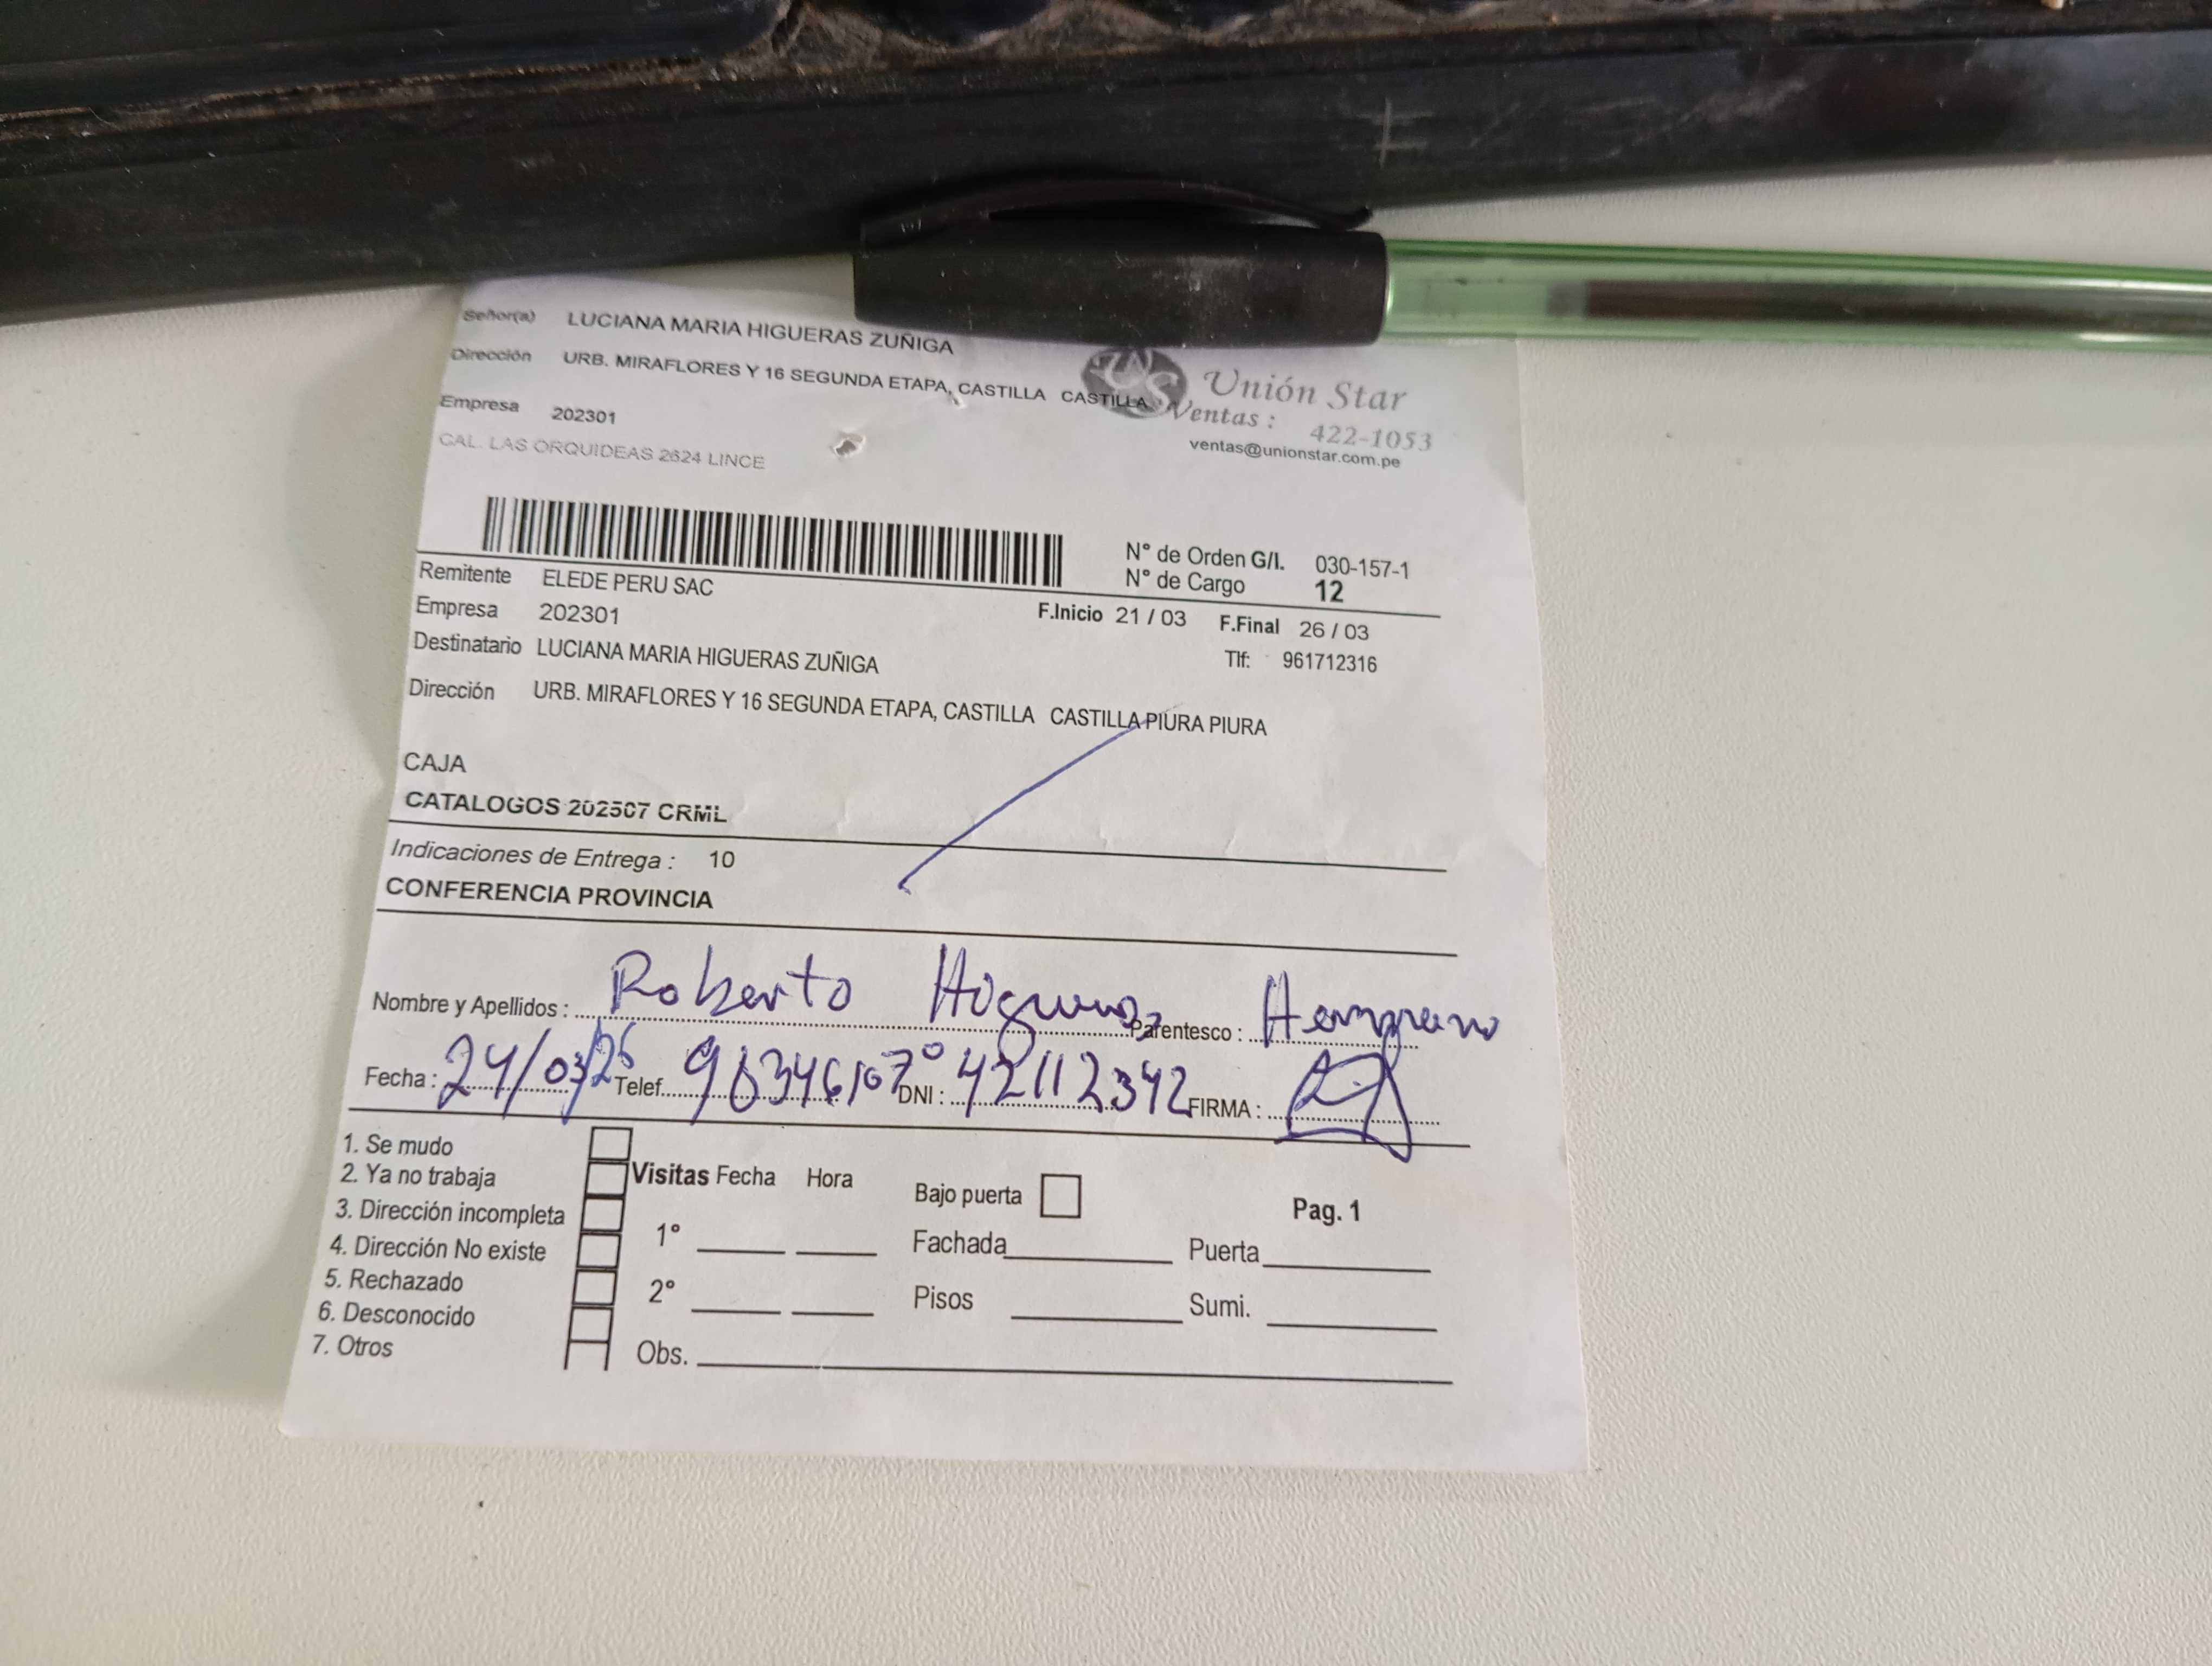 Señor(a) LUCIANA MARIA HIGUERAS ZUÑIGA
Dirección URB. MIRAFLORES Y 16 SEGUNDA ETAPA, CASTILLA CASTILLA
Empresa 202301
CAL. LAS ORQUIDEAS 2624 LINCE
Unión Star
Ventas : 422-1053
ventas@unionstar.com.pe
N° de Orden G/I. 030-157-1
N° de Cargo 12
Remitente ELEDE PERU SAC
Empresa 202301 F.Inicio 21 / 03 F.Final 26 / 03
Destinatario LUCIANA MARIA HIGUERAS ZUÑIGA Tlf: 961712316
Dirección URB. MIRAFLORES Y 16 SEGUNDA ETAPA, CASTILLA CASTILLA PIURA PIURA
CAJA
CATALOGOS 202507 CRML
Indicaciones de Entrega : 10
CONFERENCIA PROVINCIA
Nombre y Apellidos : Roberto Higueras Parentesco :
Fecha : 24/03/25 Telef. DNI : 42112342 FIRMA :
1. Se mudo
2. Ya no trabaja
3. Dirección incompleta
4. Dirección No existe
5. Rechazado
6. Desconocido
7. Otros
Visitas Fecha Hora
1°
2°
Obs.
Bajo puerta
Fachada Puerta
Pisos Sumi.
Pag. 1